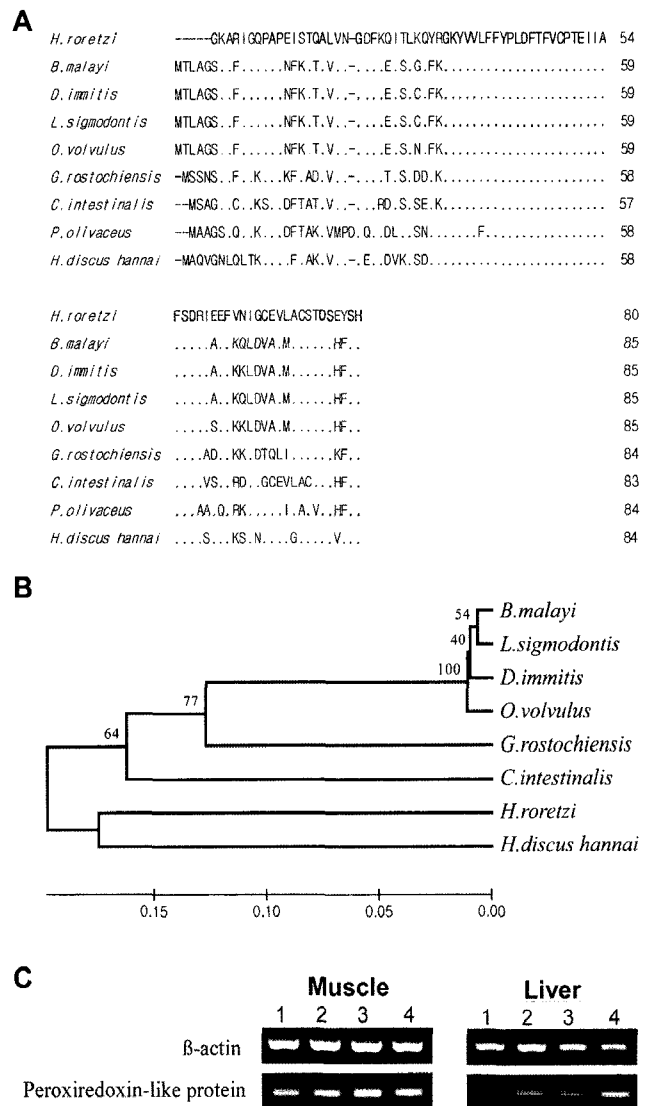 A
H.roretzi ------GKARIGQPAPEISTQALVN-GDFKQITLKQYRGKYVVLFFYPLDFTFVCPTEIIA 54
B.malayi MTLAGS..F......NFK.T.V..-....E.S.G.FK...................... 59
D.immitis MTLAGS..F......NFK.T.V..-....E.S.C.FK...................... 59
L.sigmodontis MTLAGS..F......NFK.T.V..-....E.S.C.FK...................... 59
O.volvulus MTLAGS..F......NFK.T.V..-....E.S.N.FK...................... 59
G.rostochiensis -MSSNS..F..K...KF.AD.V..-....T.S.DD.K...................... 58
C.intestinalis --MSAG..C..KS..DFTAT.V..-...RD.S.SE.K...................... 57
P.olivaceus ---MAAGS.Q..K....DFTAK.VMPD.Q..DL..SN.......F.............. 58
H.discus hannai -MAQVGNLQLTK....F.AK.V..-.E..DVK.SD........................ 58
H.roretzi FSDRIEEFVNIGCEVLACSTDSEYSH 80
B.malayi .....A..KQLDVA.M......HF.. 85
D.immitis .....A..KKLDVA.M......HF.. 85
L.sigmodontis .....A..KQLDVA.M......HF.. 85
O.volvulus .....S..KKLDVA.M......HF.. 85
G.rostochiensis ....AD..KK.DTQLI......KF.. 84
C.intestinalis ....VS..RD..GCEVLAC...HF.. 83
P.olivaceus ...AA.Q.RK.....I.A.V..HF.. 84
H.discus hannai ....S...KS.N....G.....V... 84
B
54 B.malayi
40 L.sigmodontis
100 D.immitis
O.volvulus
77
G.rostochiensis
64
C.intestinalis
H.roretzi
H.discus hannai
0.15 0.10 0.05 0.00
C
Muscle Liver
1 2 3 4 1 2 3 4
ß-actin
Peroxiredoxin-like protein